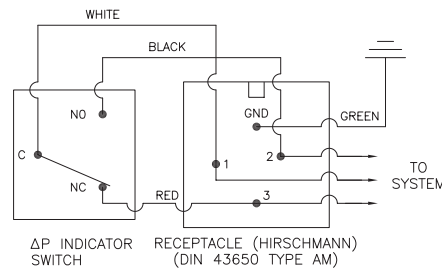 WHITE
BLACK
NO
GND
GREEN
C
1
2
TO
SYSTEM
NC
RED
3
ΔP INDICATOR
SWITCH
RECEPTACLE (HIRSCHMANN)
(DIN 43650 TYPE AM)